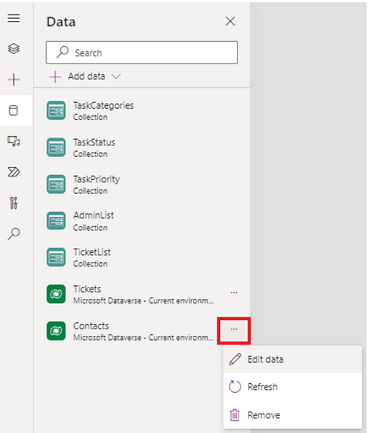 Data
Search
Add data
TaskCategories
Collection
TaskStatus
Collection
TaskPriority
Collection
AdminList
Collection
TicketList
Collection
Tickets
Microsoft Dataverse - Current environm...
...
Contacts
Microsoft Dataverse - Current environm...
...
Edit data
Refresh
Remove